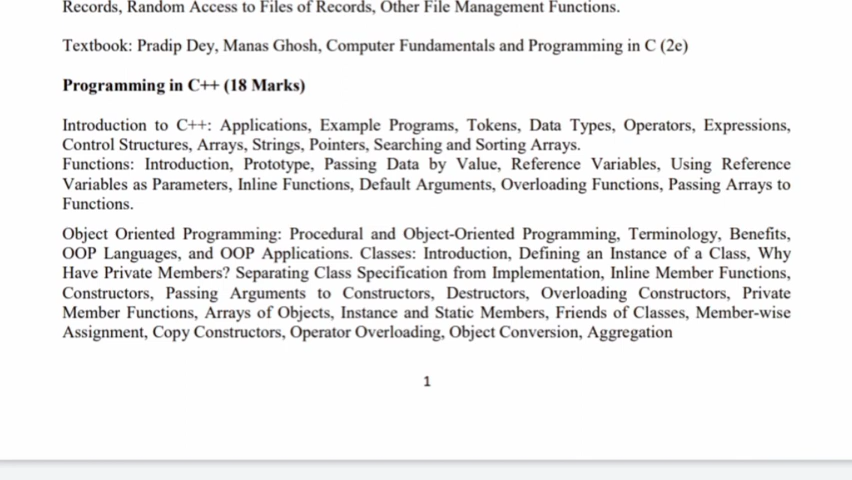 Records, Random Access to Files of Records, Other File Management Functions.
Textbook: Pradip Dey, Manas Ghosh, Computer Fundamentals and Programming in C (2e)
Programming in C++ (18 Marks)
Introduction to C++: Applications, Example Programs, Tokens, Data Types, Operators, Expressions,
Control Structures, Arrays, Strings, Pointers, Searching and Sorting Arrays.
Functions: Introduction, Prototype, Passing Data by Value, Reference Variables, Using Reference
Variables as Parameters, Inline Functions, Default Arguments, Overloading Functions, Passing Arrays to
Functions.
Object Oriented Programming: Procedural and Object-Oriented Programming, Terminology, Benefits,
OOP Languages, and OOP Applications. Classes: Introduction, Defining an Instance of a Class, Why
Have Private Members? Separating Class Specification from Implementation, Inline Member Functions,
Constructors, Passing Arguments to Constructors, Destructors, Overloading Constructors, Private
Member Functions, Arrays of Objects, Instance and Static Members, Friends of Classes, Member-wise
Assignment, Copy Constructors, Operator Overloading, Object Conversion, Aggregation
1